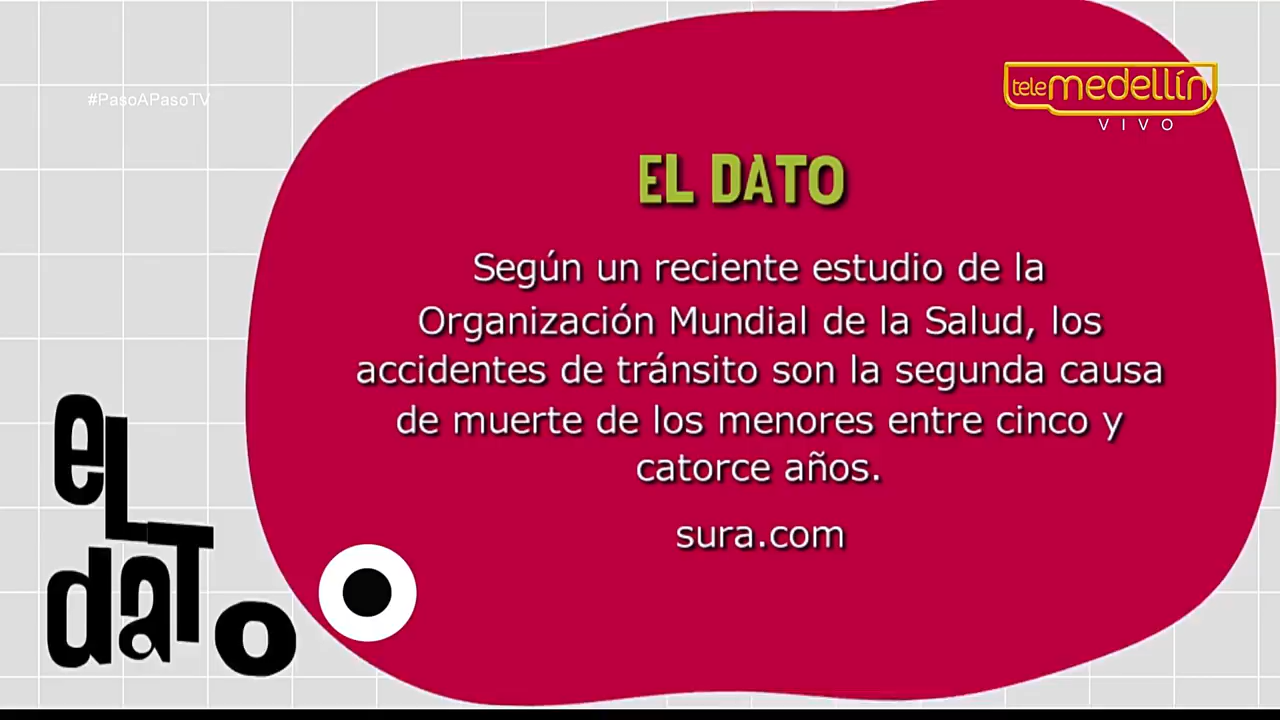 #PasoAPasoTV
telemedellín
VIVO
EL DATO
Según un reciente estudio de la
Organización Mundial de la Salud, los
accidentes de tránsito son la segunda causa
de muerte de los menores entre cinco y
catorce años.
sura.com
eL
daTo